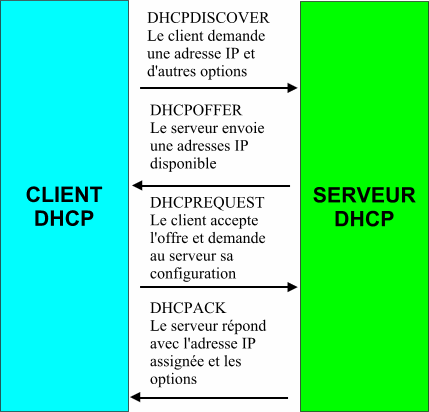 DHCPDISCOVER
Le client demande
une adresse IP et
d'autres options
DHCPOFFER
Le serveur envoie
une adresses IP
disponible
CLIENT
DHCP
SERVEUR
DHCP
DHCPREQUEST
Le client accepte
l'offre et demande
au serveur sa
configuration
DHCPACK
Le serveur répond
avec l'adresse IP
assignée et les
options